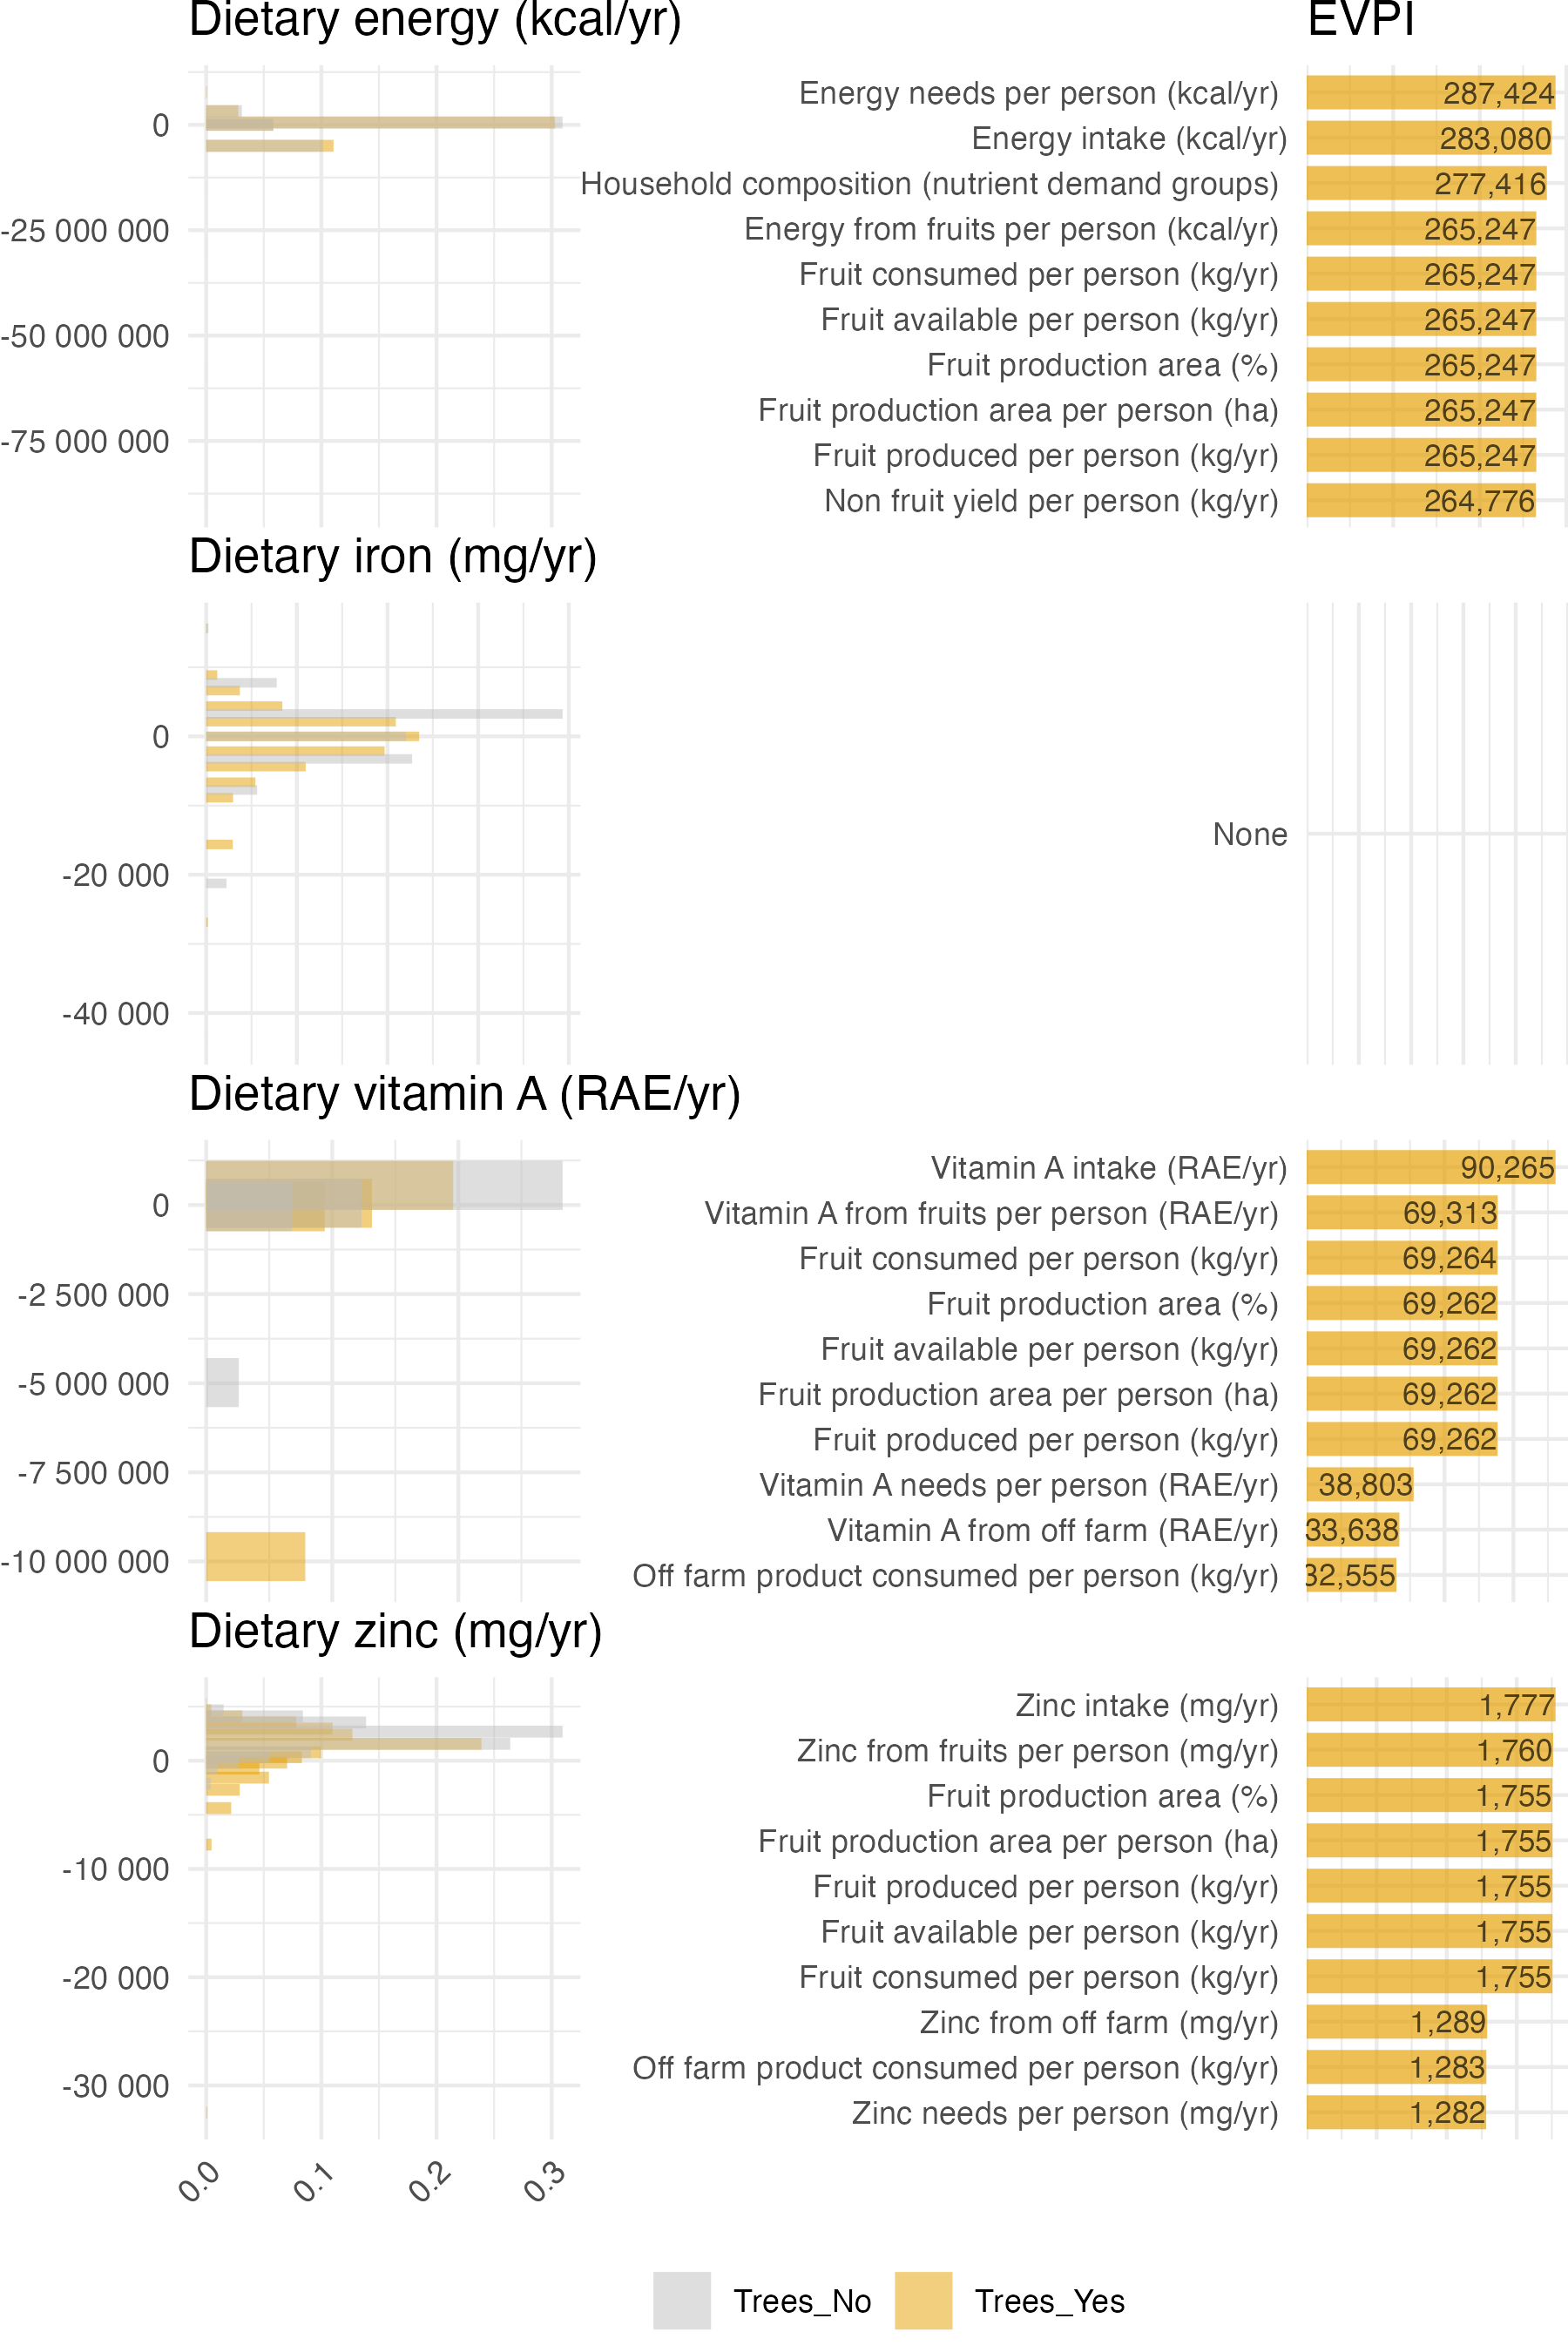 Dietary energy (kcal/yr)
EVPI
0
-25 000 000
-50 000 000
-75 000 000
Energy needs per person (kcal/yr) 287,424
Energy intake (kcal/yr) 283,080
Household composition (nutrient demand groups) 277,416
Energy from fruits per person (kcal/yr) 265,247
Fruit consumed per person (kg/yr) 265,247
Fruit available per person (kg/yr) 265,247
Fruit production area (%) 265,247
Fruit production area per person (ha) 265,247
Fruit produced per person (kg/yr) 265,247
Non fruit yield per person (kg/yr) 264,776
Dietary iron (mg/yr)
0
-20 000
-40 000
None
Dietary vitamin A (RAE/yr)
0
-2 500 000
-5 000 000
-7 500 000
-10 000 000
Vitamin A intake (RAE/yr) 90,265
Vitamin A from fruits per person (RAE/yr) 69,313
Fruit consumed per person (kg/yr) 69,264
Fruit production area (%) 69,262
Fruit available per person (kg/yr) 69,262
Fruit production area per person (ha) 69,262
Fruit produced per person (kg/yr) 69,262
Vitamin A needs per person (RAE/yr) 38,803
Vitamin A from off farm (RAE/yr) 33,638
Off farm product consumed per person (kg/yr) 32,555
Dietary zinc (mg/yr)
0
-10 000
-20 000
-30 000
0.0 0.1 0.2 0.3
Zinc intake (mg/yr) 1,777
Zinc from fruits per person (mg/yr) 1,760
Fruit production area (%) 1,755
Fruit production area per person (ha) 1,755
Fruit produced per person (kg/yr) 1,755
Fruit available per person (kg/yr) 1,755
Fruit consumed per person (kg/yr) 1,755
Zinc from off farm (mg/yr) 1,289
Off farm product consumed per person (kg/yr) 1,283
Zinc needs per person (mg/yr) 1,282
Trees_No Trees_Yes